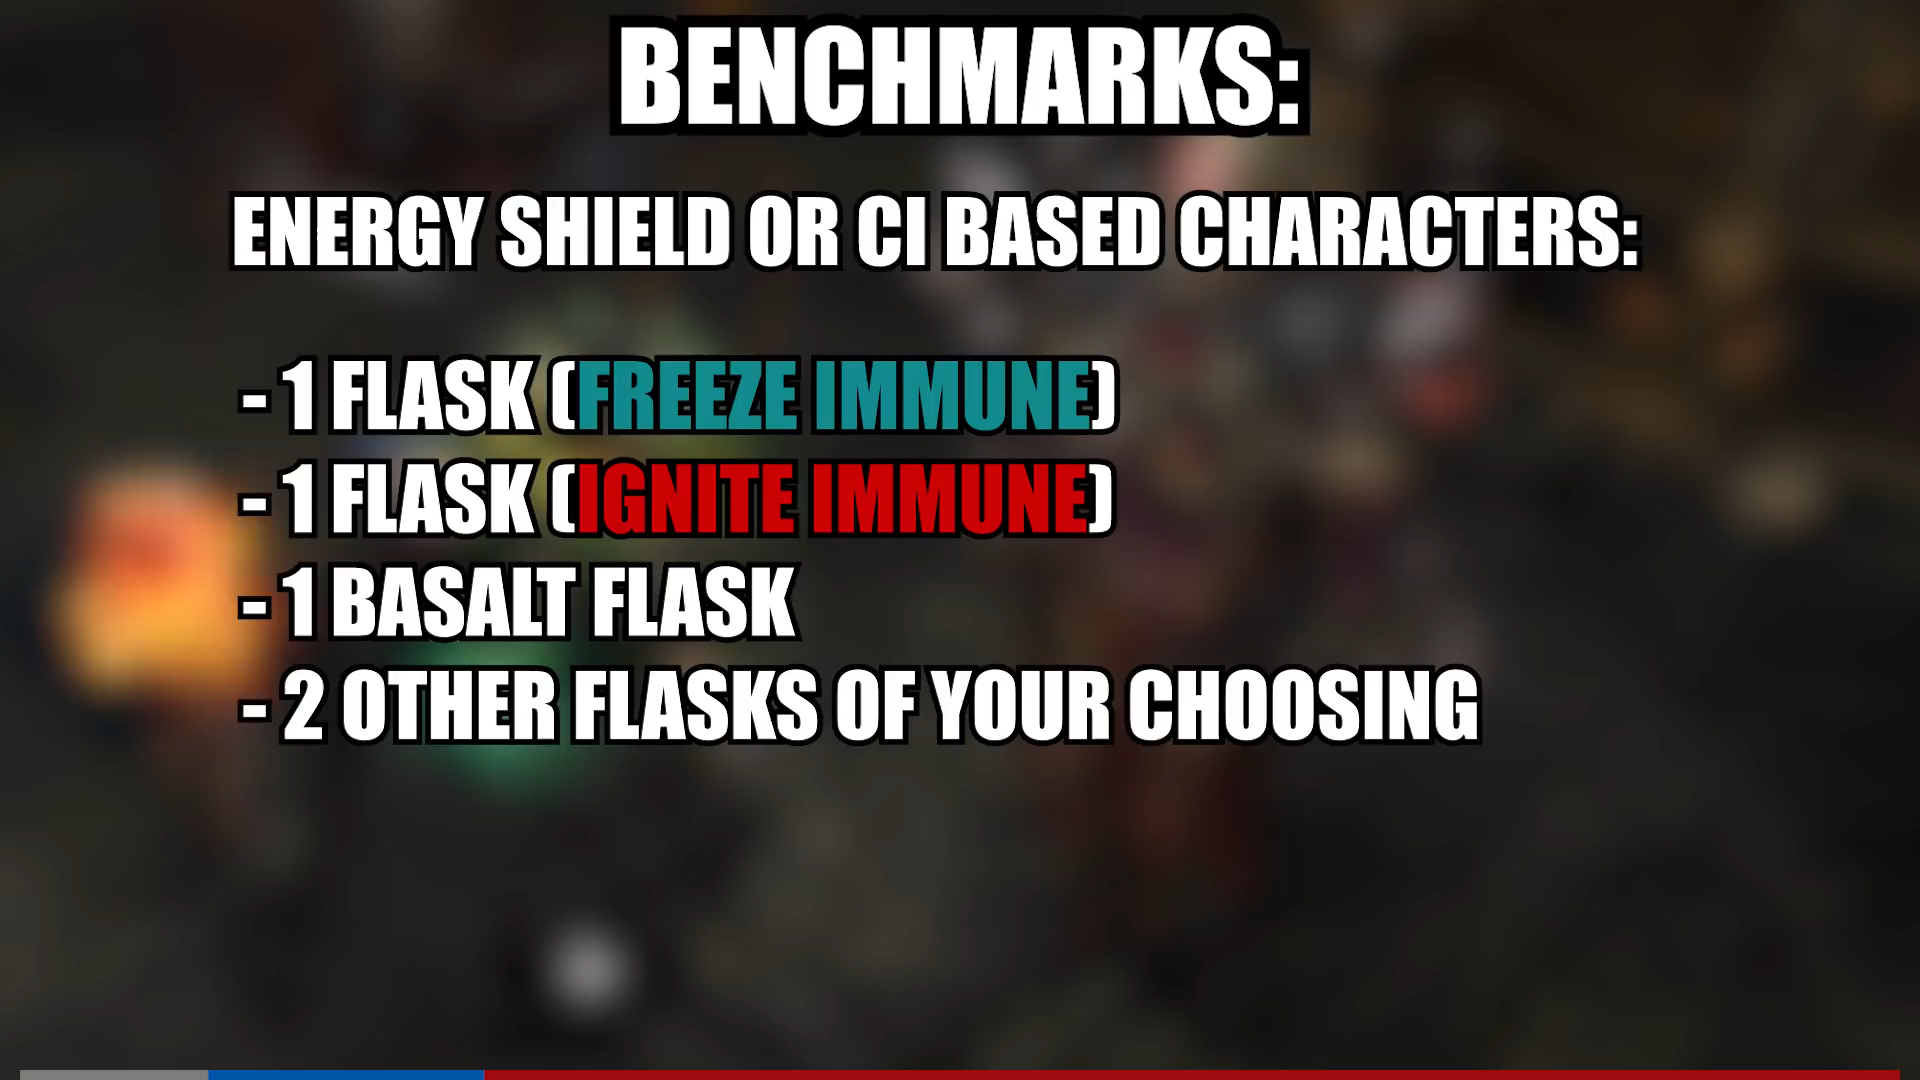 BENCHMARKS:
ENERGY SHIELD OR CI BASED CHARACTERS:
- 1 FLASK (FREEZE IMMUNE)
- 1 FLASK (IGNITE IMMUNE)
- 1 BASALT FLASK
- 2 OTHER FLASKS OF YOUR CHOOSING